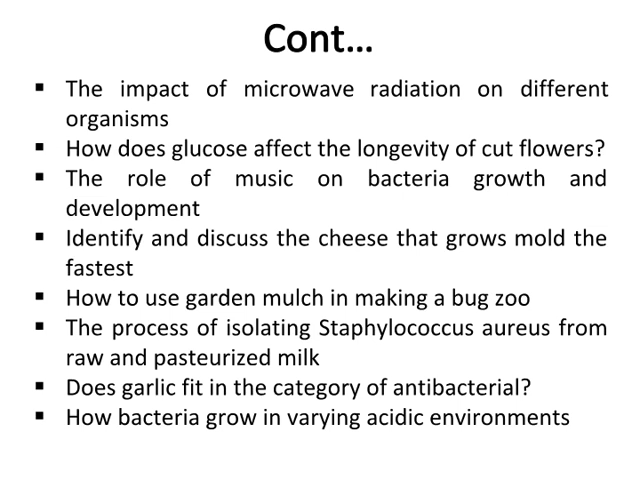 Cont...
▪ The impact of microwave radiation on different
organisms
▪ How does glucose affect the longevity of cut flowers?
▪ The role of music on bacteria growth and
development
▪ Identify and discuss the cheese that grows mold the
fastest
▪ How to use garden mulch in making a bug zoo
▪ The process of isolating Staphylococcus aureus from
raw and pasteurized milk
▪ Does garlic fit in the category of antibacterial?
▪ How bacteria grow in varying acidic environments